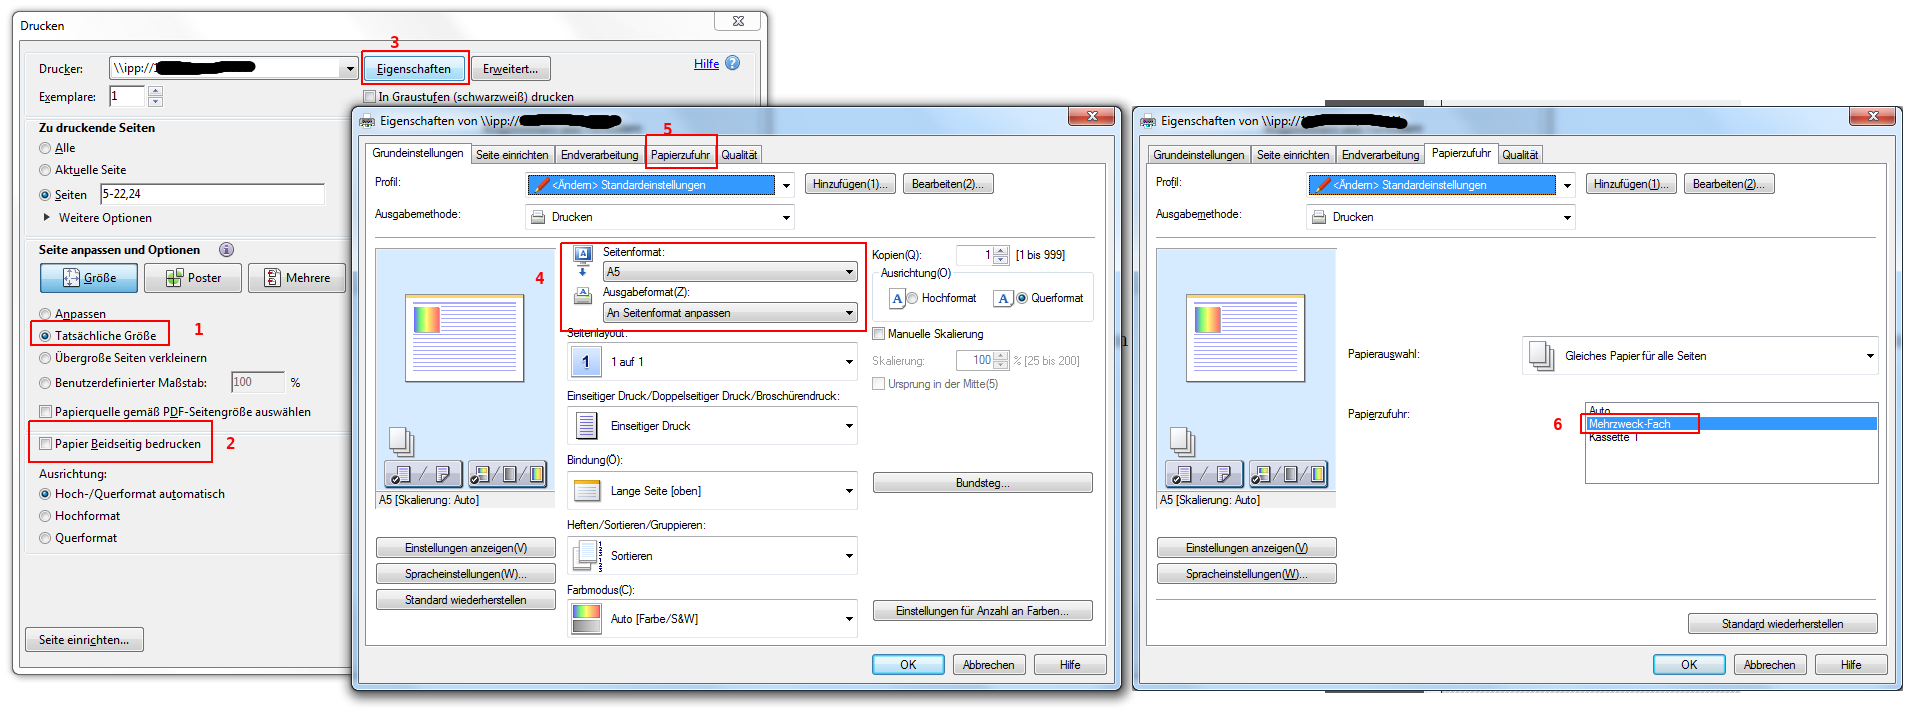 Drucken
3
Drucker:
\\ipp://
Eigenschaften
Erweitert...
Hilfe
Exemplare:
1
In Graustufen (schwarzweiß) drucken
Zu druckende Seiten
Alle
Aktuelle Seite
Seiten
5-22,24
Weitere Optionen
Seite anpassen und Optionen
Größe
Poster
Mehrere
Anpassen
Tatsächliche Größe
1
Übergroße Seiten verkleinern
Benutzerdefinierter Maßstab:
100
%
Papierquelle gemäß PDF-Seitengröße auswählen
Papier Beidseitig bedrucken
2
Ausrichtung:
Hoch-/Querformat automatisch
Hochformat
Querformat
Seite einrichten...
Eigenschaften von \\ipp://
5
Grundeinstellungen
Seite einrichten
Endverarbeitung
Papierzufuhr
Qualität
Profil:
<Ändern> Standardeinstellungen
Hinzufügen(1)...
Bearbeiten(2)...
Ausgabemethode:
Drucken
4
Seitenformat:
A5
Ausgabeformat(Z):
An Seitenformat anpassen
Kopien(Q):
1
[1 bis 999]
Ausrichtung(O)
A
Hochformat
A
Querformat
Seitenlayout:
1
1 auf 1
Manuelle Skalierung
Skalierung:
100
% [25 bis 200]
Ursprung in der Mitte(5)
Einseitiger Druck/Doppelseitiger Druck/Broschürendruck:
Einseitiger Druck
Bindung(Ö):
Lange Seite [oben]
Bundsteg...
A5 [Skalierung: Auto]
Heften/Sortieren/Gruppieren:
Sortieren
Einstellungen anzeigen(V)
Spracheinstellungen(W)...
Standard wiederherstellen
Farbmodus(C):
Auto [Farbe/S&W]
Einstellungen für Anzahl an Farben...
OK
Abbrechen
Hilfe
Eigenschaften von \\ipp://
Grundeinstellungen
Seite einrichten
Endverarbeitung
Papierzufuhr
Qualität
Profil:
<Ändern> Standardeinstellungen
Hinzufügen(1)...
Bearbeiten(2)...
Ausgabemethode:
Drucken
Papierauswahl:
Gleiches Papier für alle Seiten
Papierzufuhr:
Auto
6
Mehrzweck-Fach
Kassette 1
A5 [Skalierung: Auto]
Einstellungen anzeigen(V)
Spracheinstellungen(W)...
Standard wiederherstellen
OK
Abbrechen
Hilfe